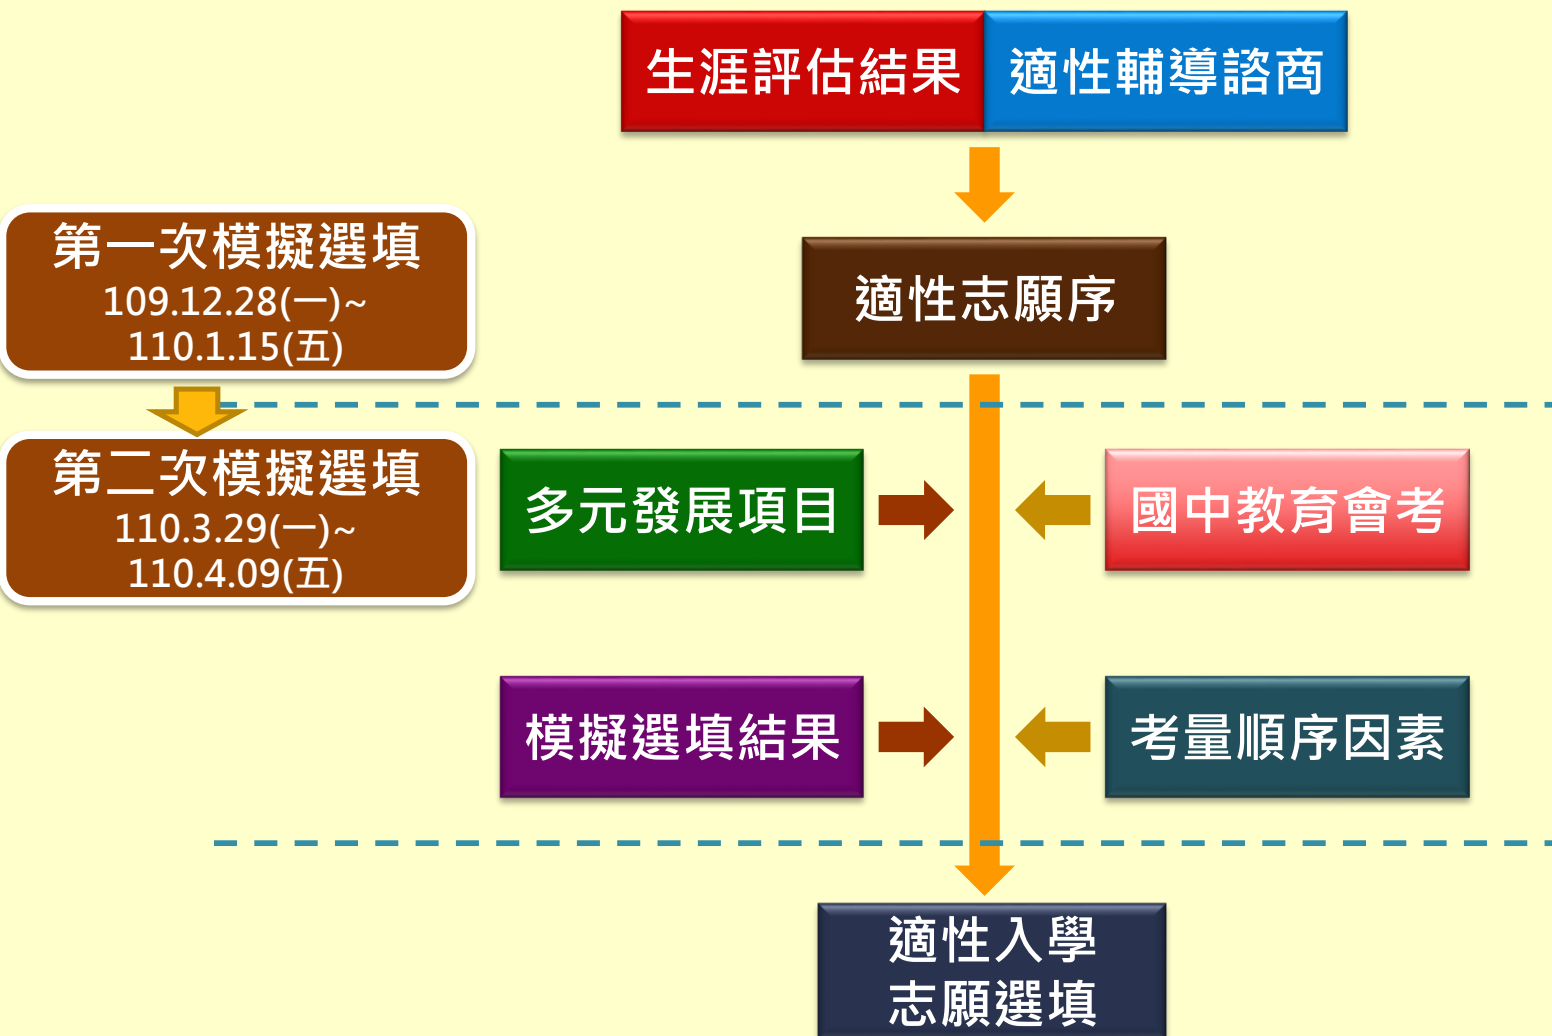 生涯評估結果
適性輔導諮商
第一次模擬選填
109.12.28(一)~
110.1.15(五)
適性志願序
第二次模擬選填
110.3.29(一)~
110.4.09(五)
多元發展項目
國中教育會考
模擬選填結果
考量順序因素
適性入學
志願選填